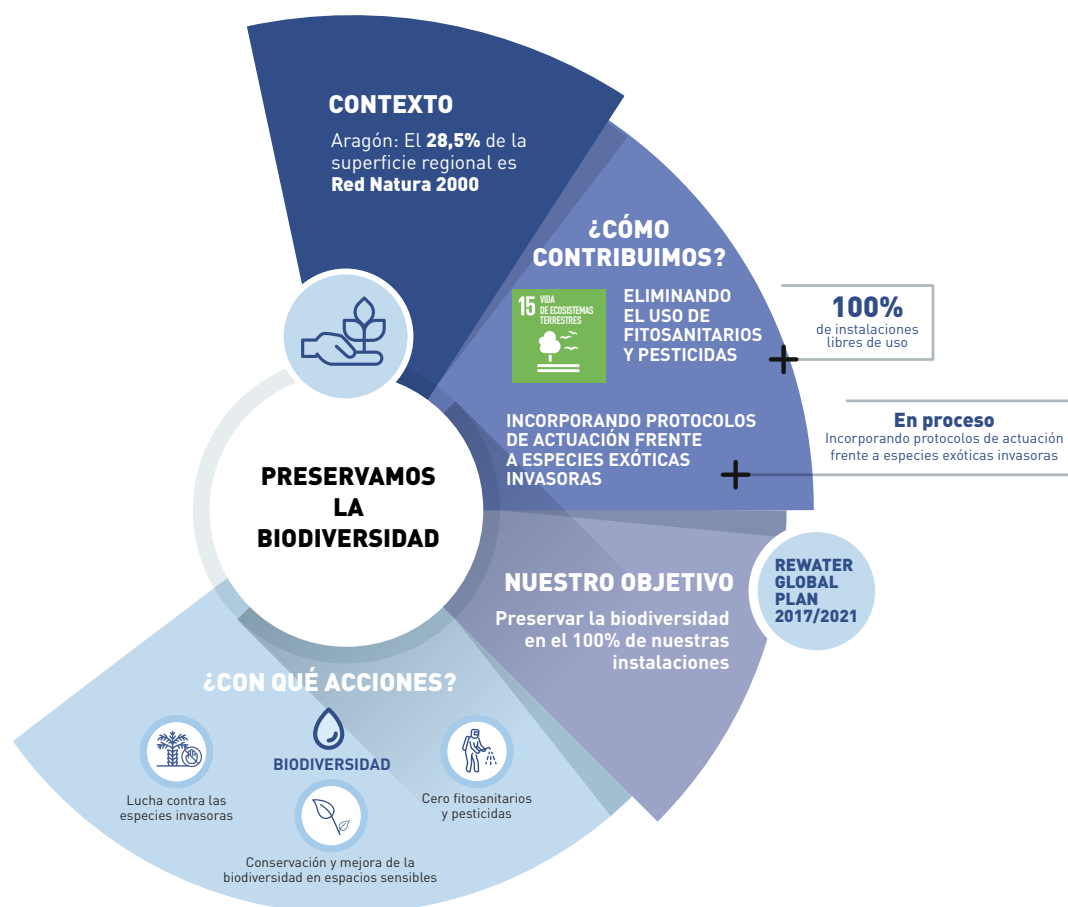 CONTEXTO
Aragón: El 28,5% de la
superficie regional es
Red Natura 2000
¿CÓMO
CONTRIBUIMOS?
15 VIDA
DE ECOSISTEMAS
TERRESTRES
ELIMINANDO
EL USO DE
FITOSANITARIOS
Y PESTICIDAS
100%
de instalaciones
libres de uso
INCORPORANDO PROTOCOLOS
DE ACTUACIÓN FRENTE
A ESPECIES EXÓTICAS
INVASORAS
En proceso
Incorporando protocolos de actuación
frente a especies exóticas invasoras
PRESERVAMOS
LA
BIODIVERSIDAD
NUESTRO OBJETIVO
Preservar la biodiversidad
en el 100% de nuestras
instalaciones
REWATER
GLOBAL
PLAN
2017/2021
¿CON QUÉ ACCIONES?
BIODIVERSIDAD
Lucha contra las
especies invasoras
Conservación y mejora de la
biodiversidad en espacios sensibles
Cero fitosanitarios
y pesticidas